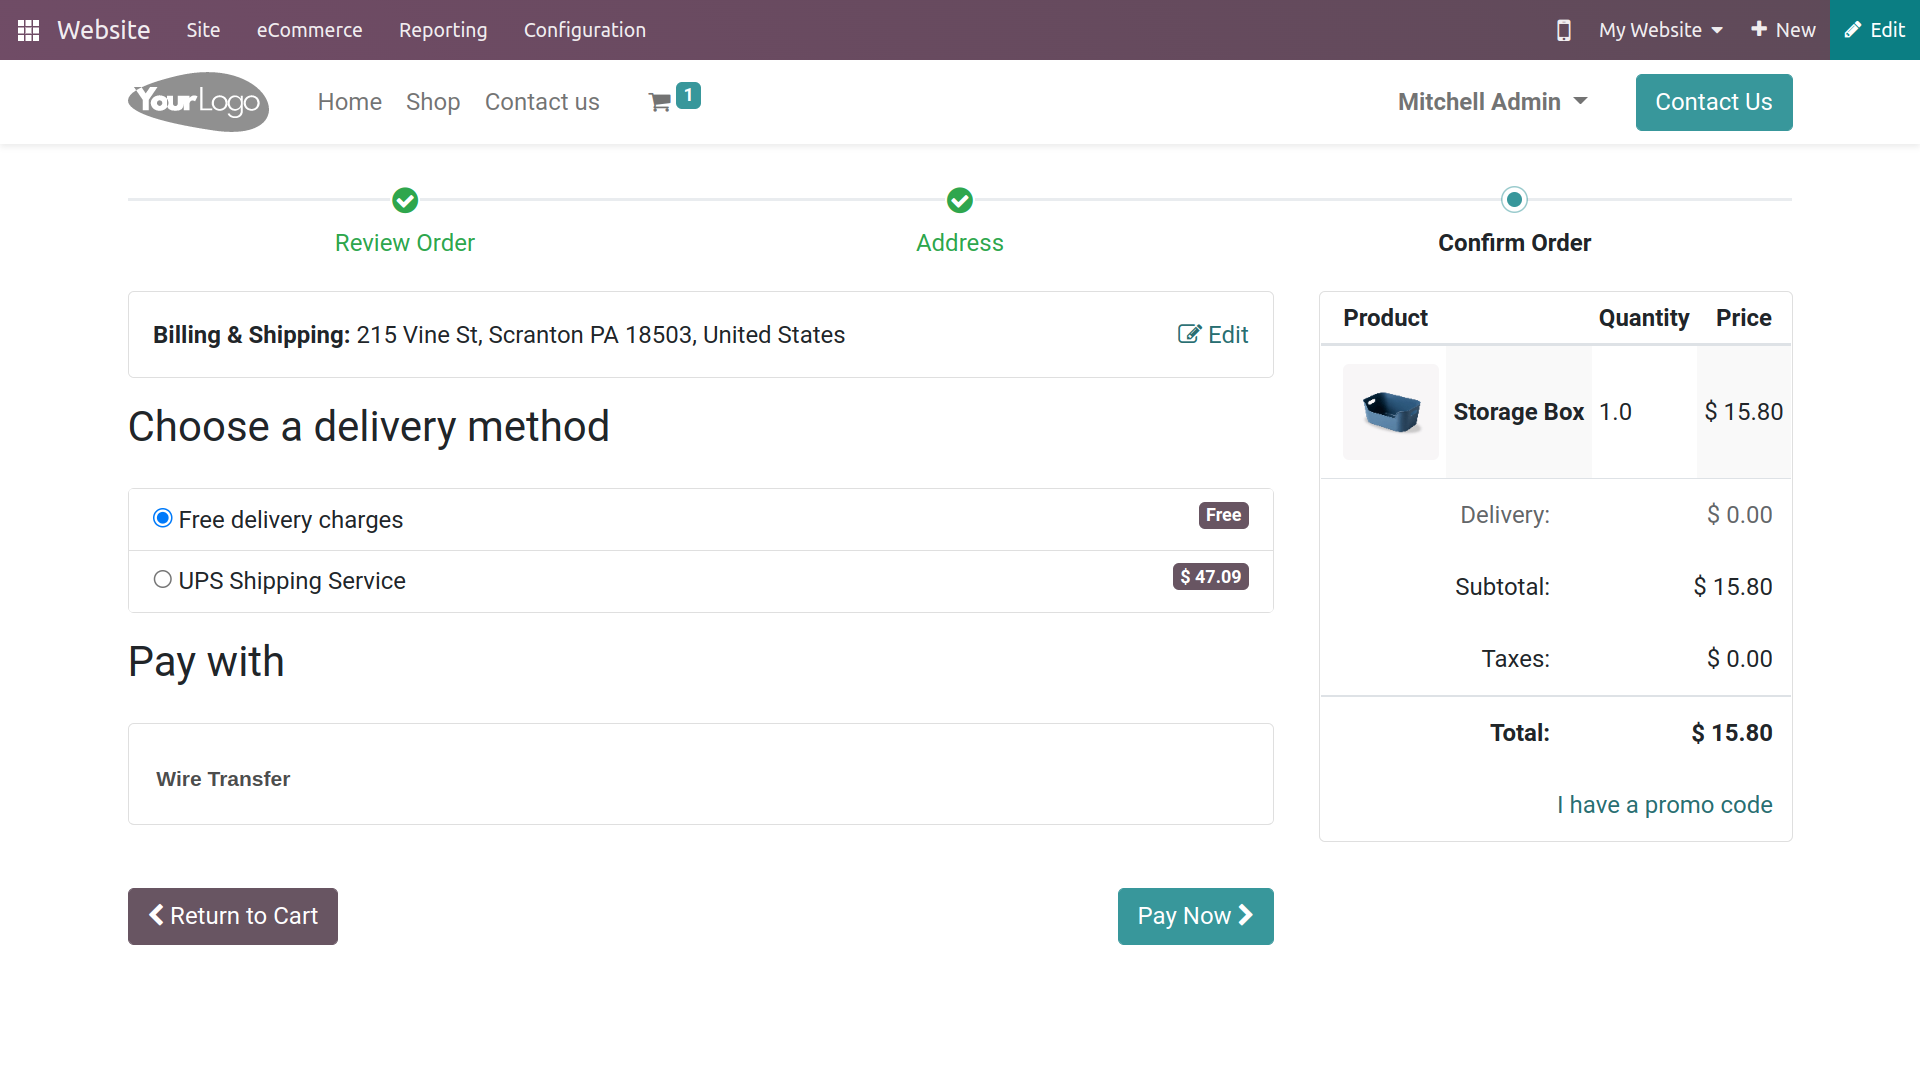 Website Site eCommerce Reporting Configuration My Website New Edit
YourLogo Home Shop Contact us 1 Mitchell Admin Contact Us
Review Order Address Confirm Order
Billing & Shipping: 215 Vine St, Scranton PA 18503, United States Edit
Choose a delivery method
Free delivery charges Free
UPS Shipping Service $ 47.09
Pay with
Wire Transfer
Return to Cart Pay Now
Product Quantity Price
Storage Box 1.0 $ 15.80
Delivery: $ 0.00
Subtotal: $ 15.80
Taxes: $ 0.00
Total: $ 15.80
I have a promo code